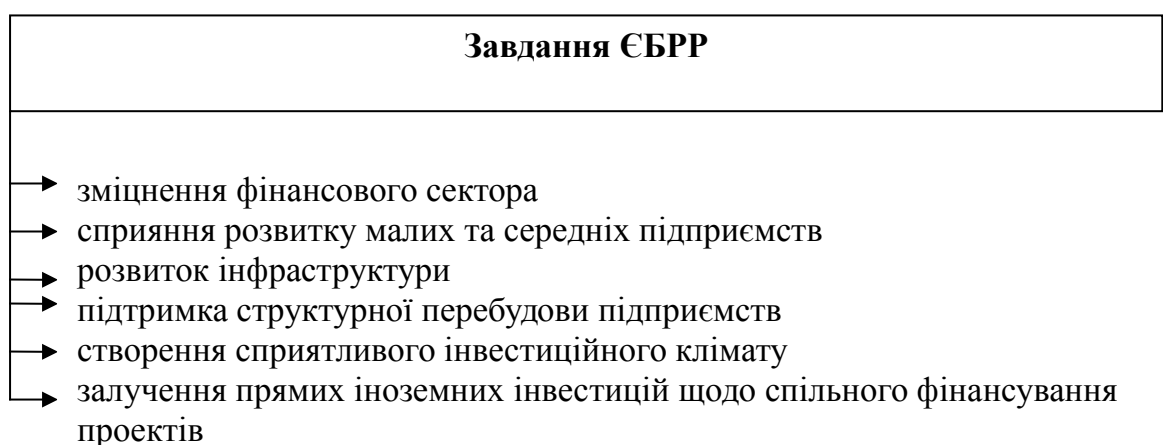 Завдання ЄБРР
зміцнення фінансового сектора
сприяння розвитку малих та середніх підприємств
розвиток інфраструктури
підтримка структурної перебудови підприємств
створення сприятливого інвестиційного клімату
залучення прямих іноземних інвестицій щодо спільного фінансування
проектів